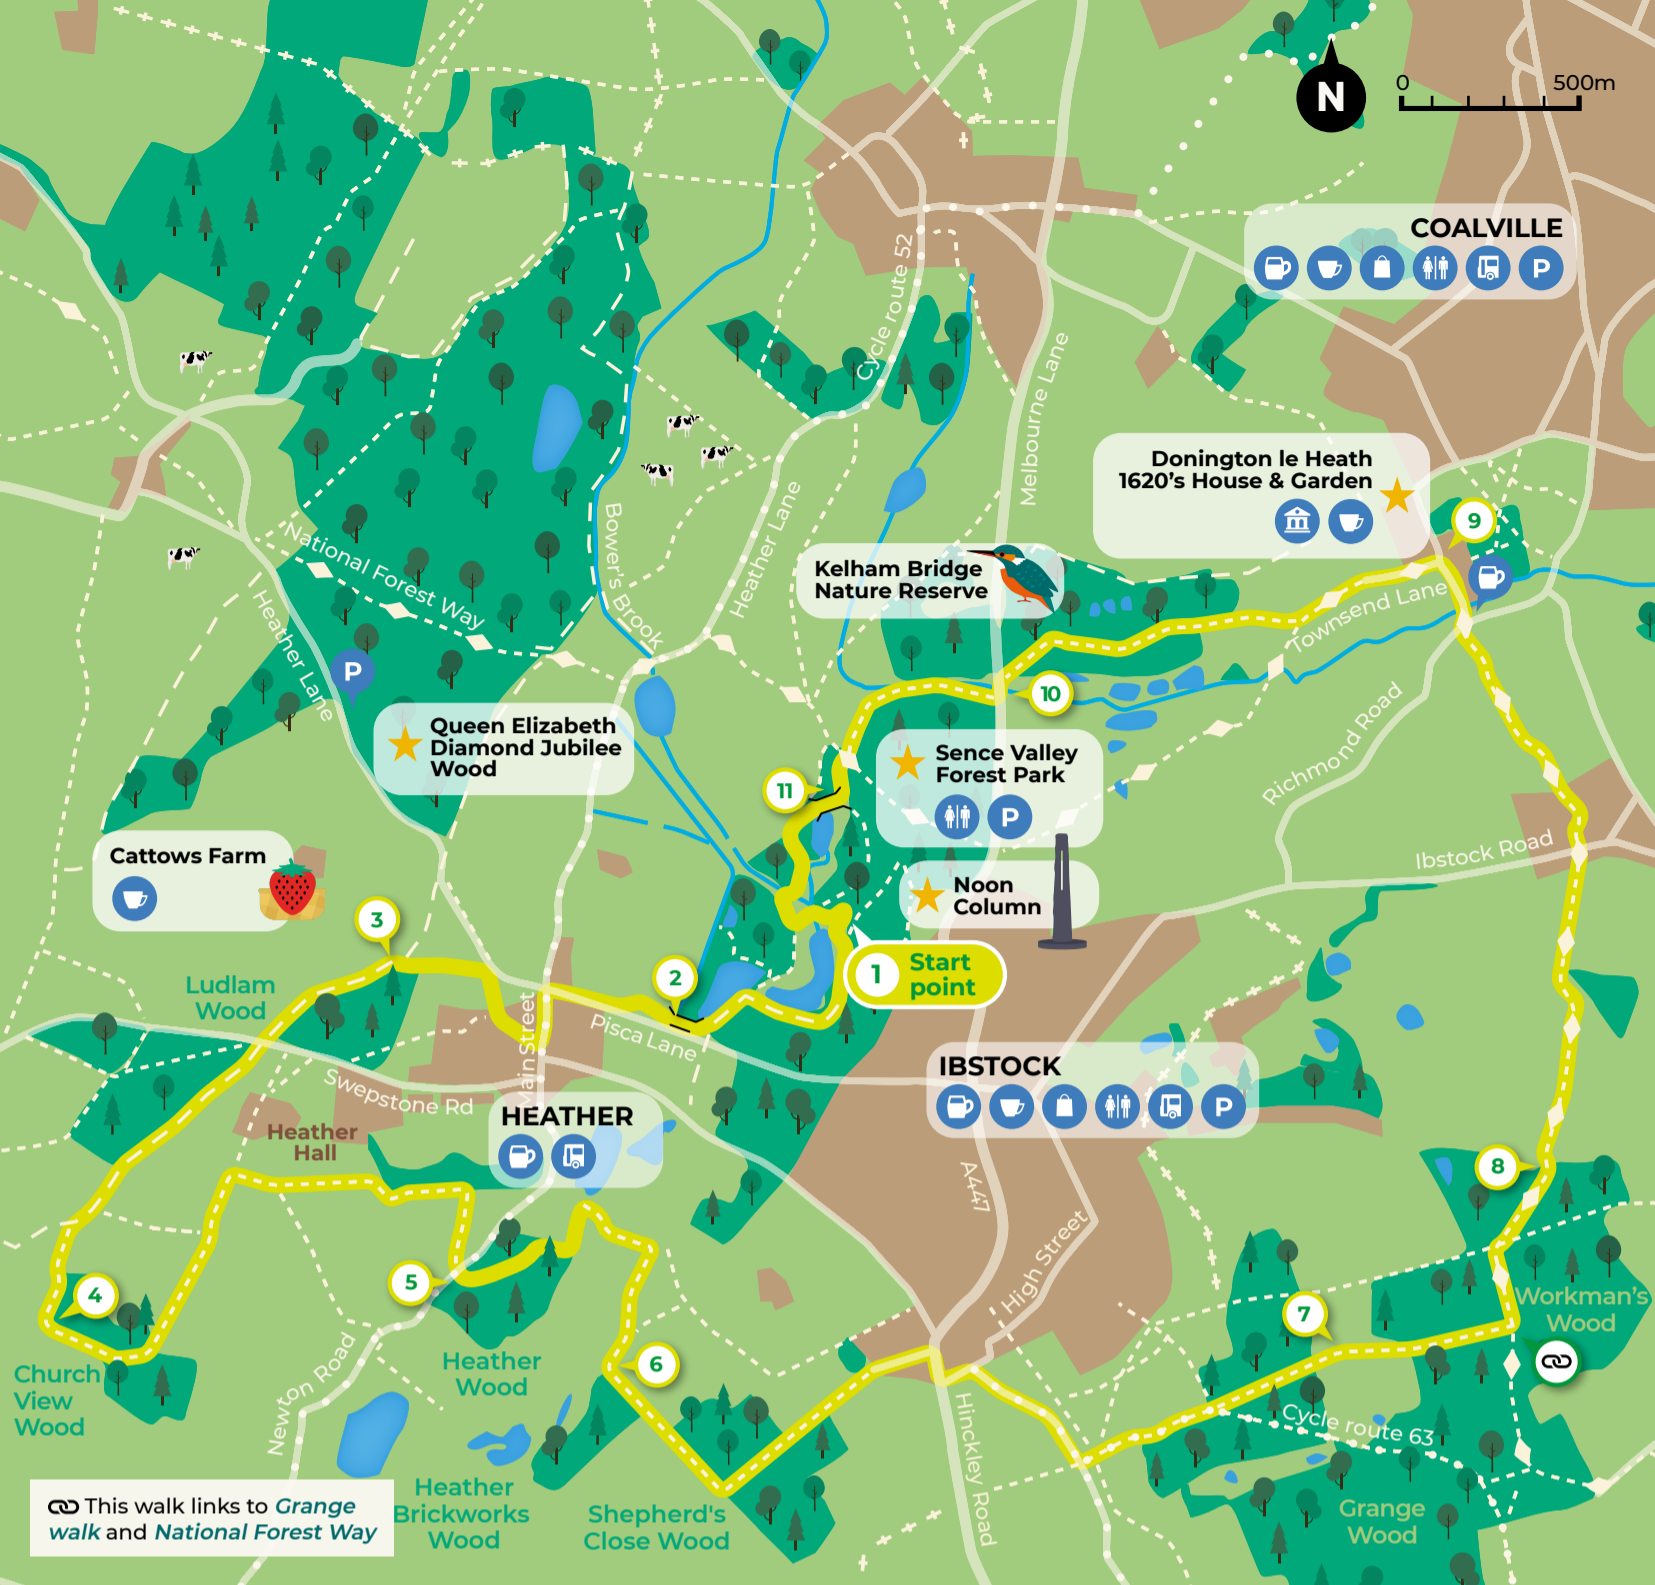 N
0 500m
COALVILLE
P
Cycle route 52
Melbourne Lane
Donington le Heath
1620's House & Garden
9
National Forest Way
Bower's Brook
Heather Lane
Kelham Bridge
Nature Reserve
Townsend Lane
Heather Lane
P
10
Richmond Road
Queen Elizabeth
Diamond Jubilee
Wood
Sence Valley
Forest Park
P
11
Ibstock Road
Cattows Farm
Noon
Column
3
2
1
Start
point
Ludlam
Wood
Main Street
Pisca Lane
Swepstone Rd
IBSTOCK
P
HEATHER
Heather
Hall
A447
8
High Street
5
4
7
Workman's
Wood
Church
View
Wood
Newton Road
Heather
Wood
6
Hinckley Road
Cycle route 63
Heather
Brickworks
Wood
Shepherd's
Close Wood
Grange
Wood
This walk links to Grange
walk and National Forest Way